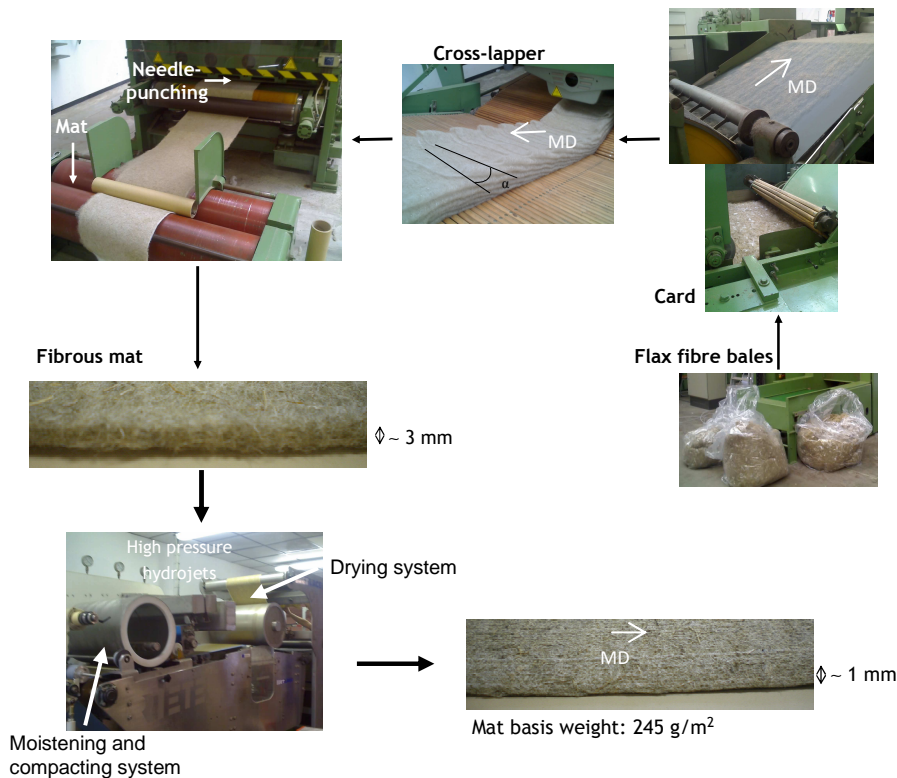 Cross-lapper
Needle-
punching
MD
Mat
MD
α
Card
Fibrous mat
Flax fibre bales
~ 3 mm
High pressure
hydrojets
Drying system
MD
~ 1 mm
Mat basis weight: 245 g/m²
Moistening and
compacting system